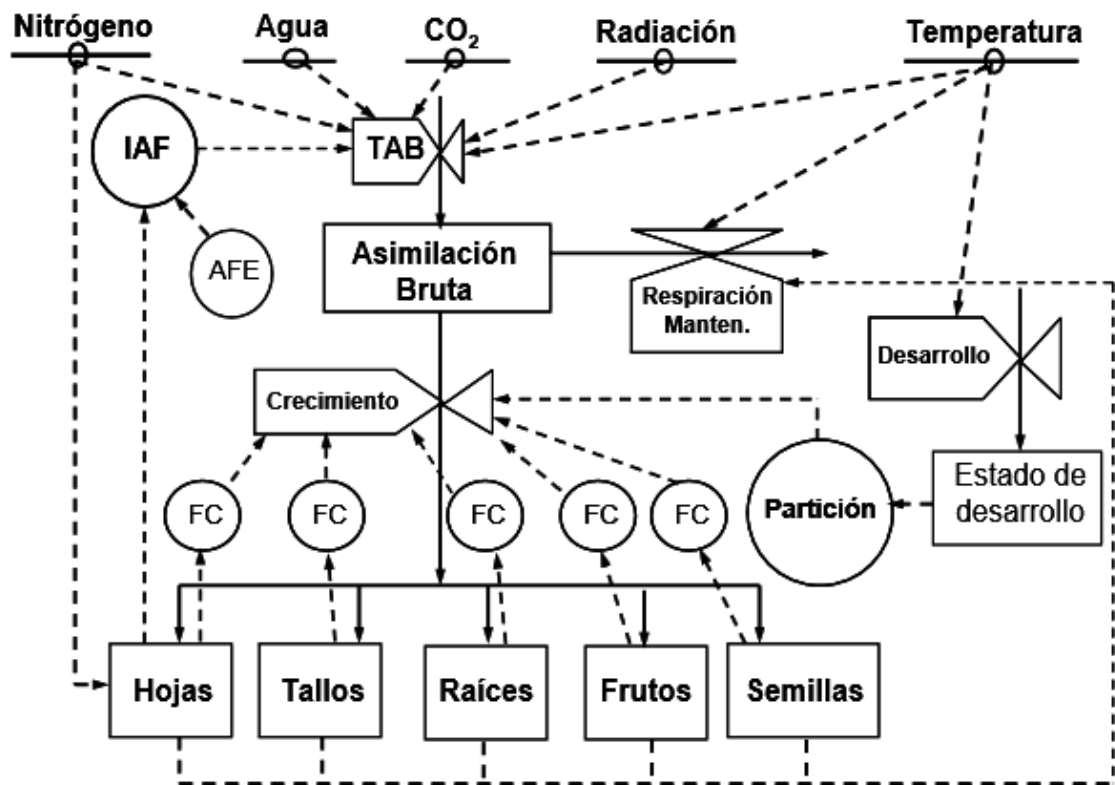 Nitrógeno
Agua
CO₂
Radiación
Temperatura
IAF
TAB
AFE
Asimilación
Bruta
Respiración
Manten.
Desarrollo
Crecimiento
FC
FC
FC
FC
FC
Partición
Estado de
desarrollo
Hojas
Tallos
Raíces
Frutos
Semillas